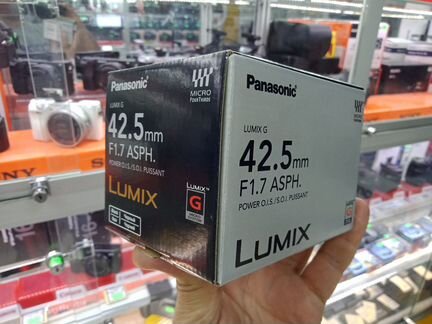 Panasonic
MICRO
FOUR THIRDS
LUMIX G
42.5mm
F1.7 ASPH.
POWER O.I.S./S.O.I. PUISSANT
LUMIX
LUMIX
G
Panasonic
LUMIX G
42.5mm
F1.7 ASPH.
POWER O.I.S./S.O.I. PUISSANT
LUMIX
G
SONY